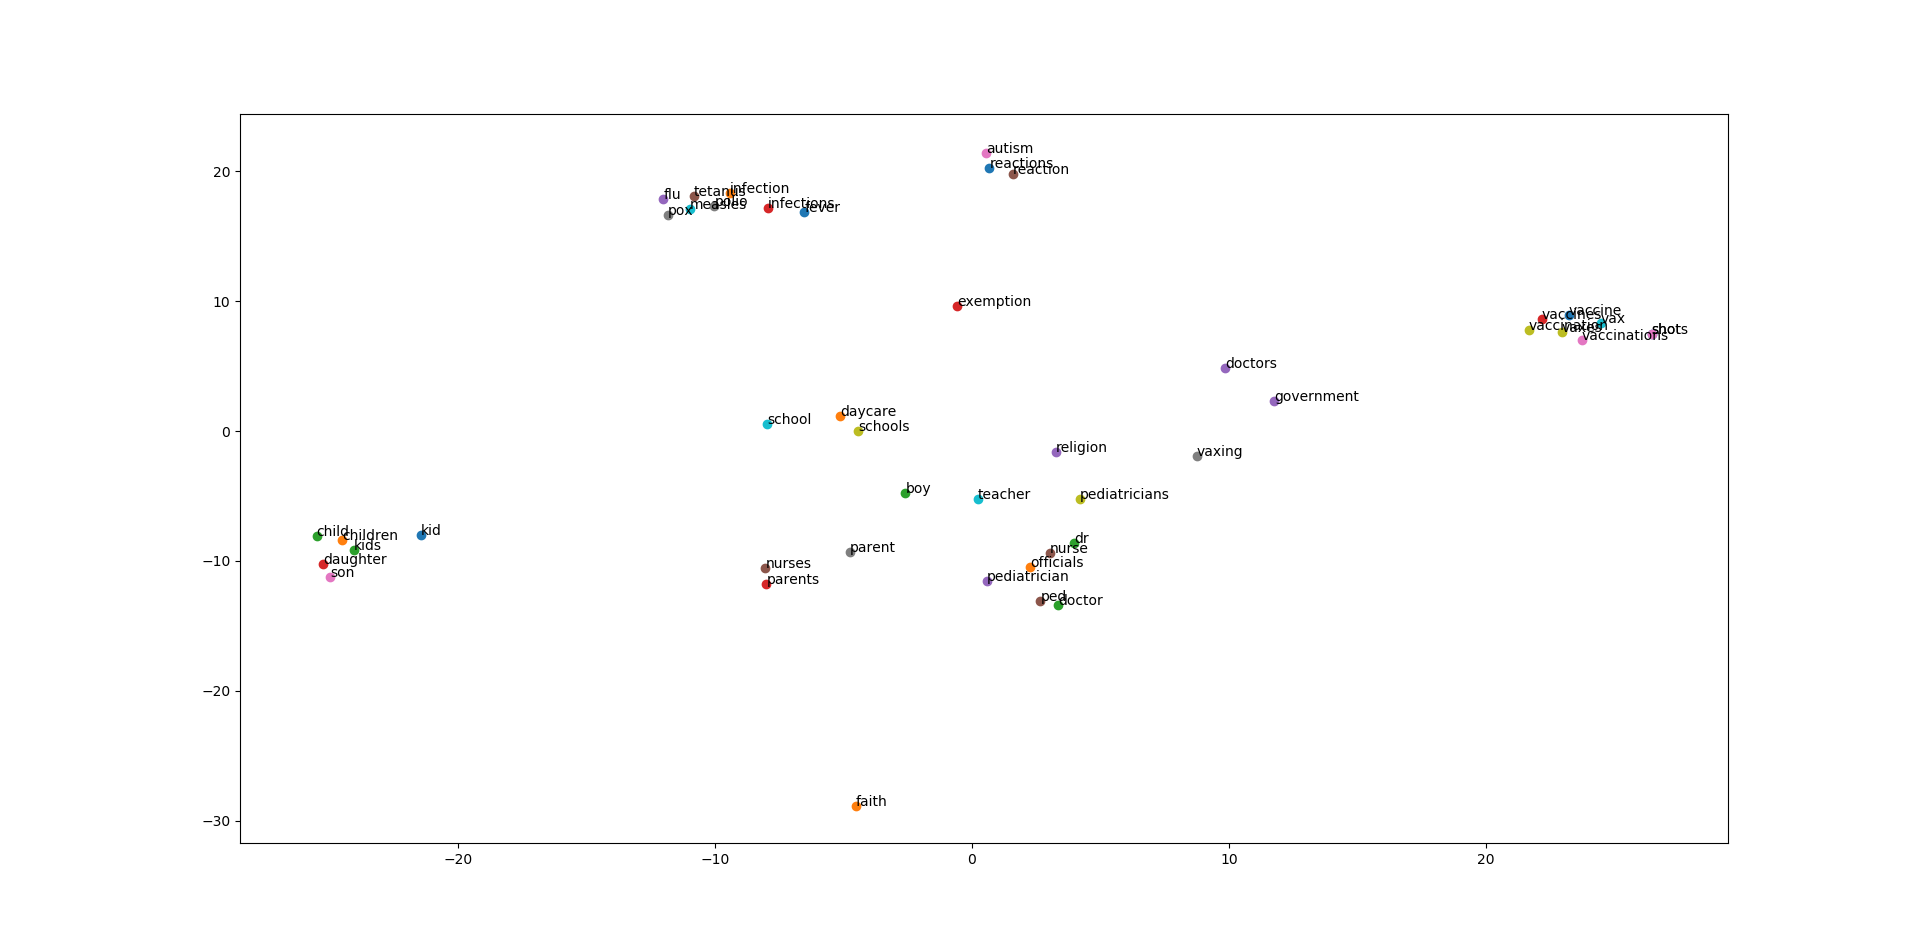 autism
reactions
reaction
infection
tetanus
flu
polio
measles
infections
fever
pox
exemption
vaccine
vaccines
vax
vaccination
vaxes
shots
vaccinations
doctors
government
daycare
school
schools
religion
vaxing
boy
teacher
pediatricians
child
children
kid
kids
daughter
son
parent
dr
nurse
nurses
officials
pediatrician
parents
ped
doctor
faith
20
10
0
−10
−20
−30
−20
−10
0
10
20